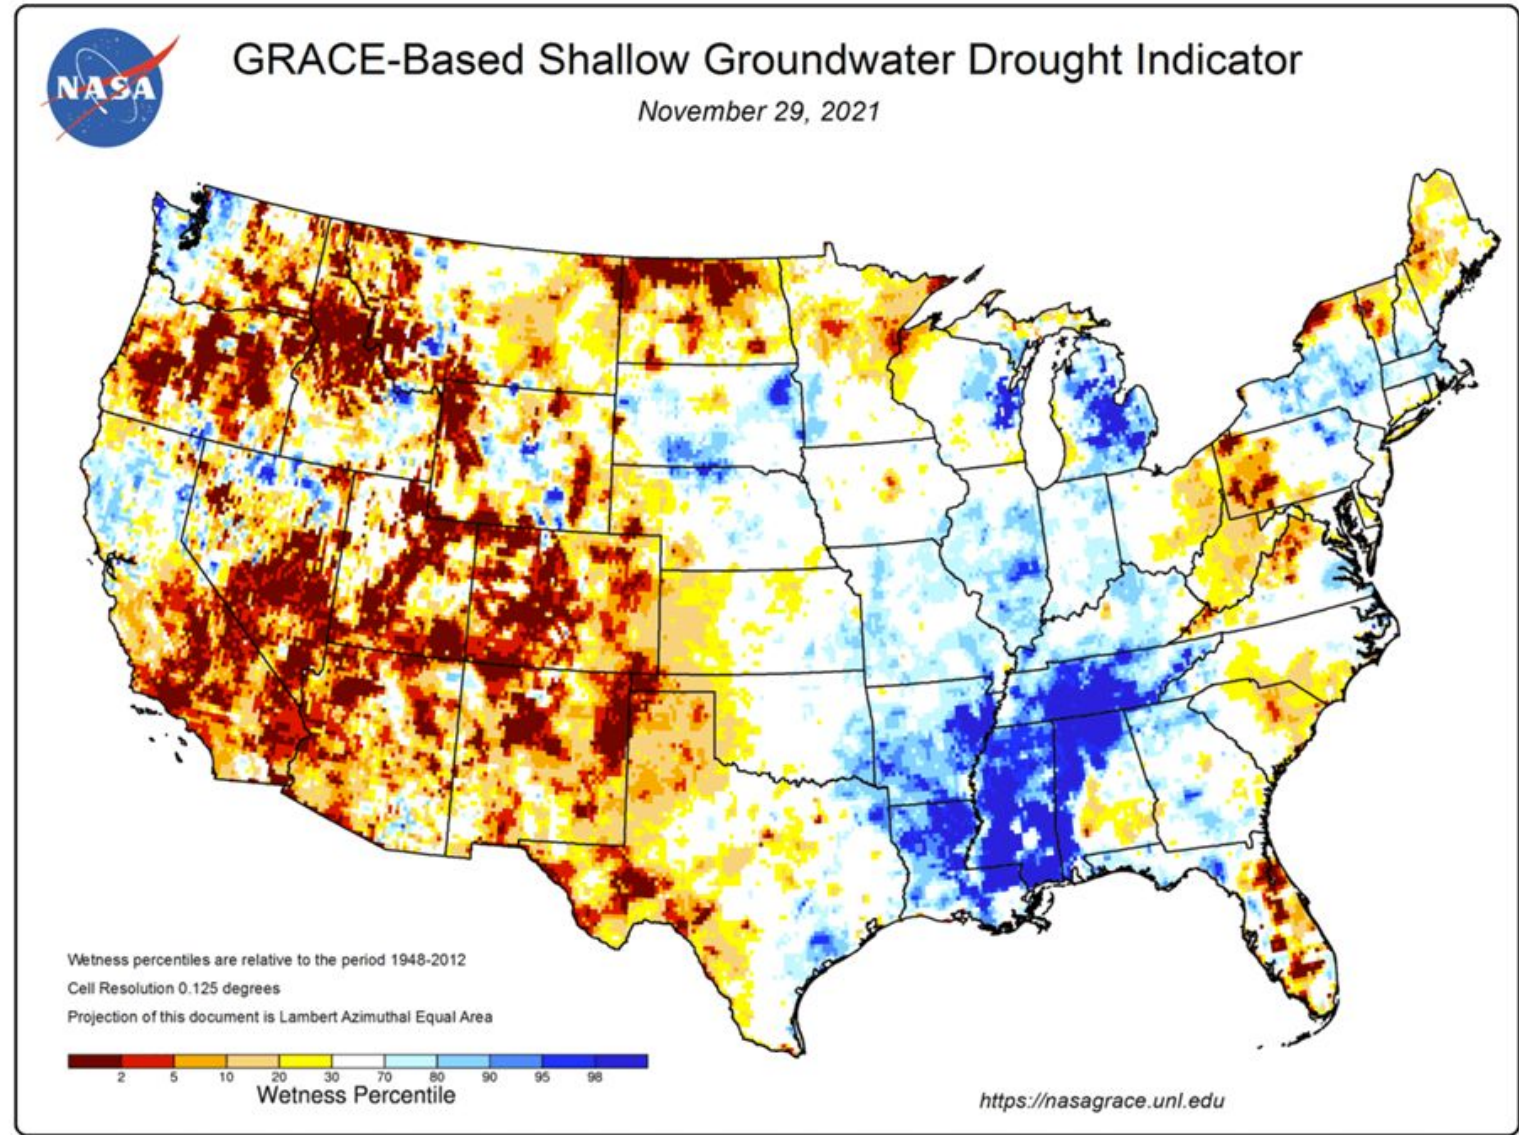 NASA
GRACE-Based Shallow Groundwater Drought Indicator
November 29, 2021
Wetness percentiles are relative to the period 1948-2012
Cell Resolution 0.125 degrees
Projection of this document is Lambert Azimuthal Equal Area
2 5 10 20 30 70 80 90 95 98
Wetness Percentile
https://nasagrace.unl.edu